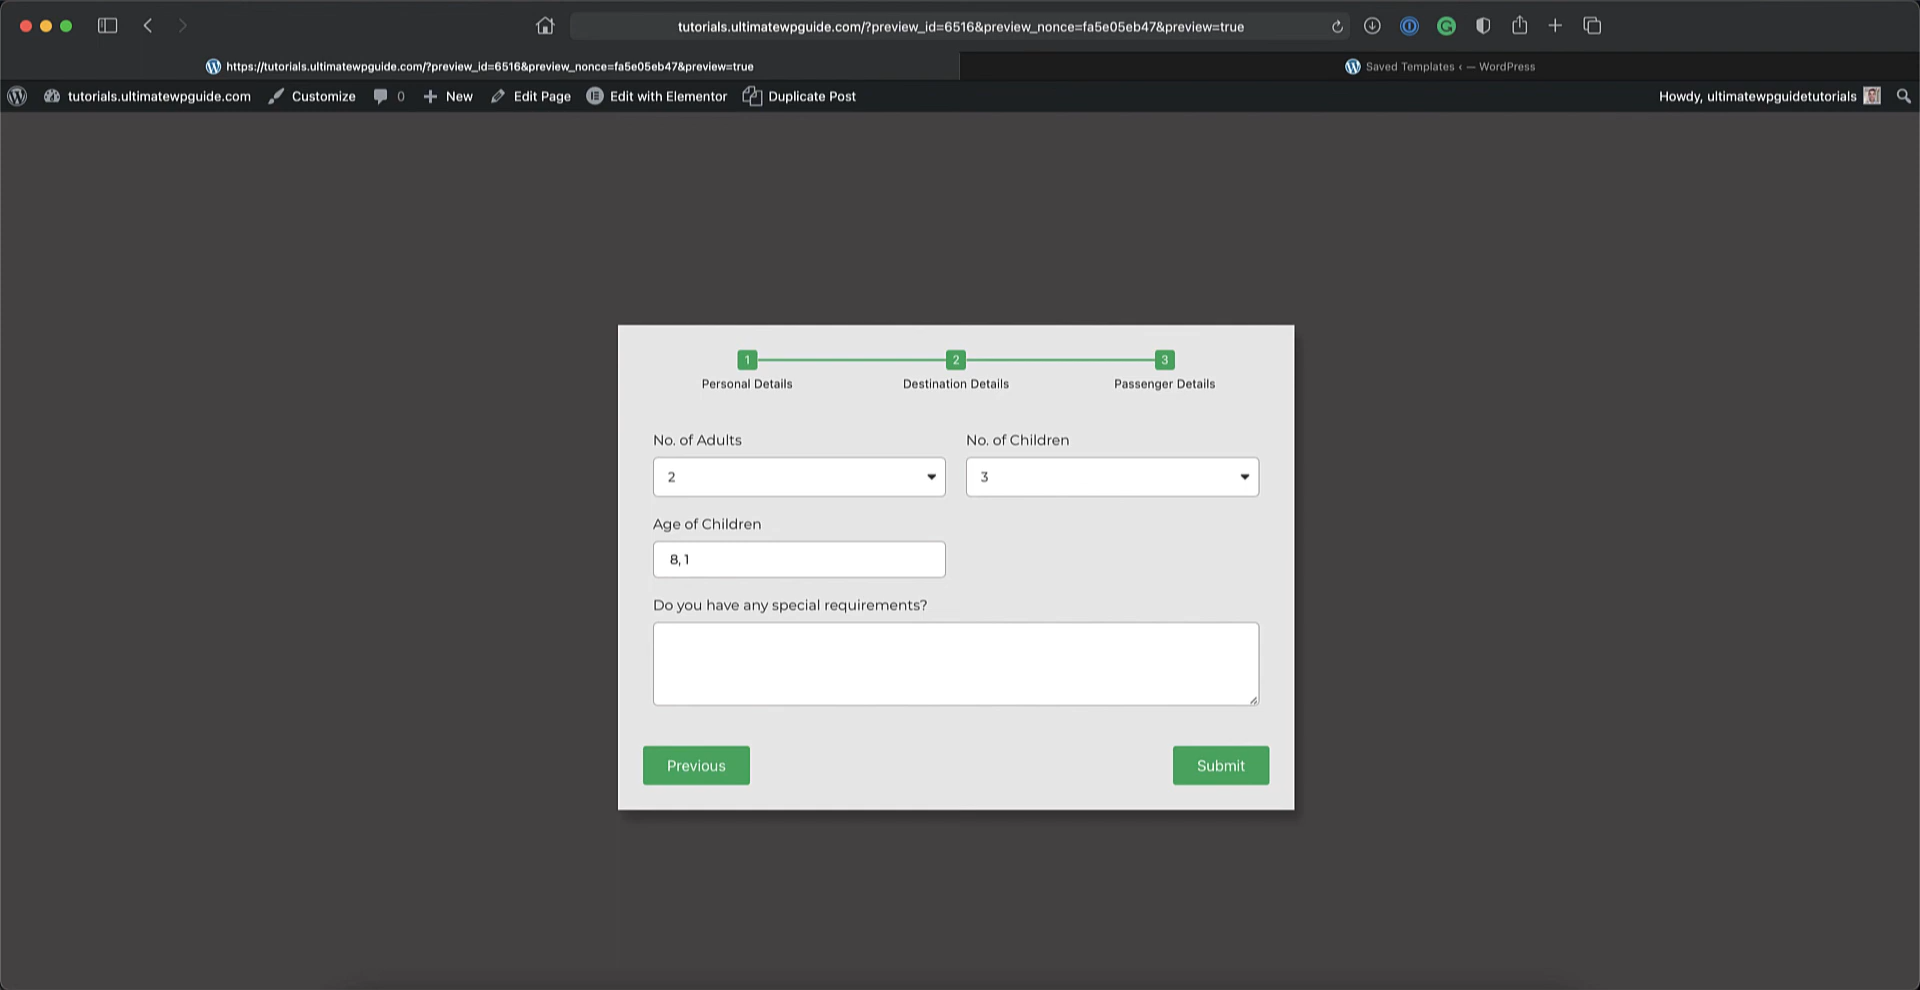 tutorials.ultimatewpguide.com/?preview_id=6516&preview_nonce=fa5e05eb47&preview=true
https://tutorials.ultimatewpguide.com/?preview_id=6516&preview_nonce=fa5e05eb47&preview=true
Saved Templates ‹ — WordPress
tutorials.ultimatewpguide.com Customize 0 New Edit Page Edit with Elementor Duplicate Post Howdy, ultimatewpguidetutorials
1 2 3
Personal Details Destination Details Passenger Details
No. of Adults No. of Children
2 3
Age of Children
8, 1
Do you have any special requirements?
Previous Submit